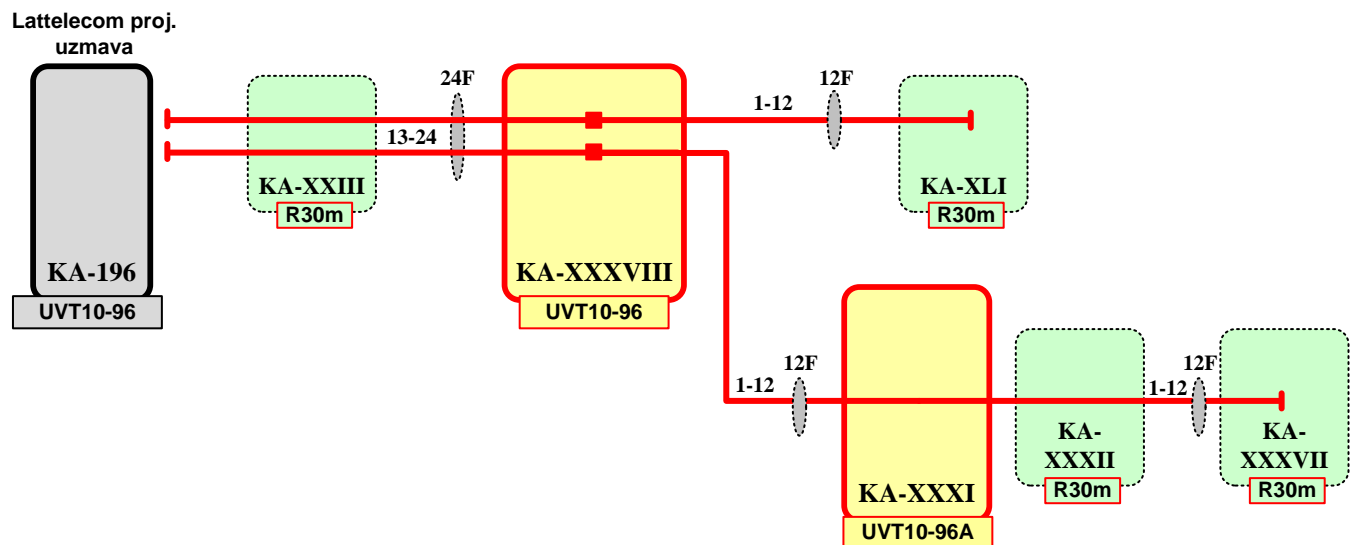 Lattelecom proj.
uzmava
24F
12F
1-12
13-24
KA-XXIII
R30m
KA-XLI
R30m
KA-196
UVT10-96
KA-XXXVIII
UVT10-96
12F
1-12
12F
1-12
KA-
XXXII
R30m
KA-
XXXVII
R30m
KA-XXXI
UVT10-96A